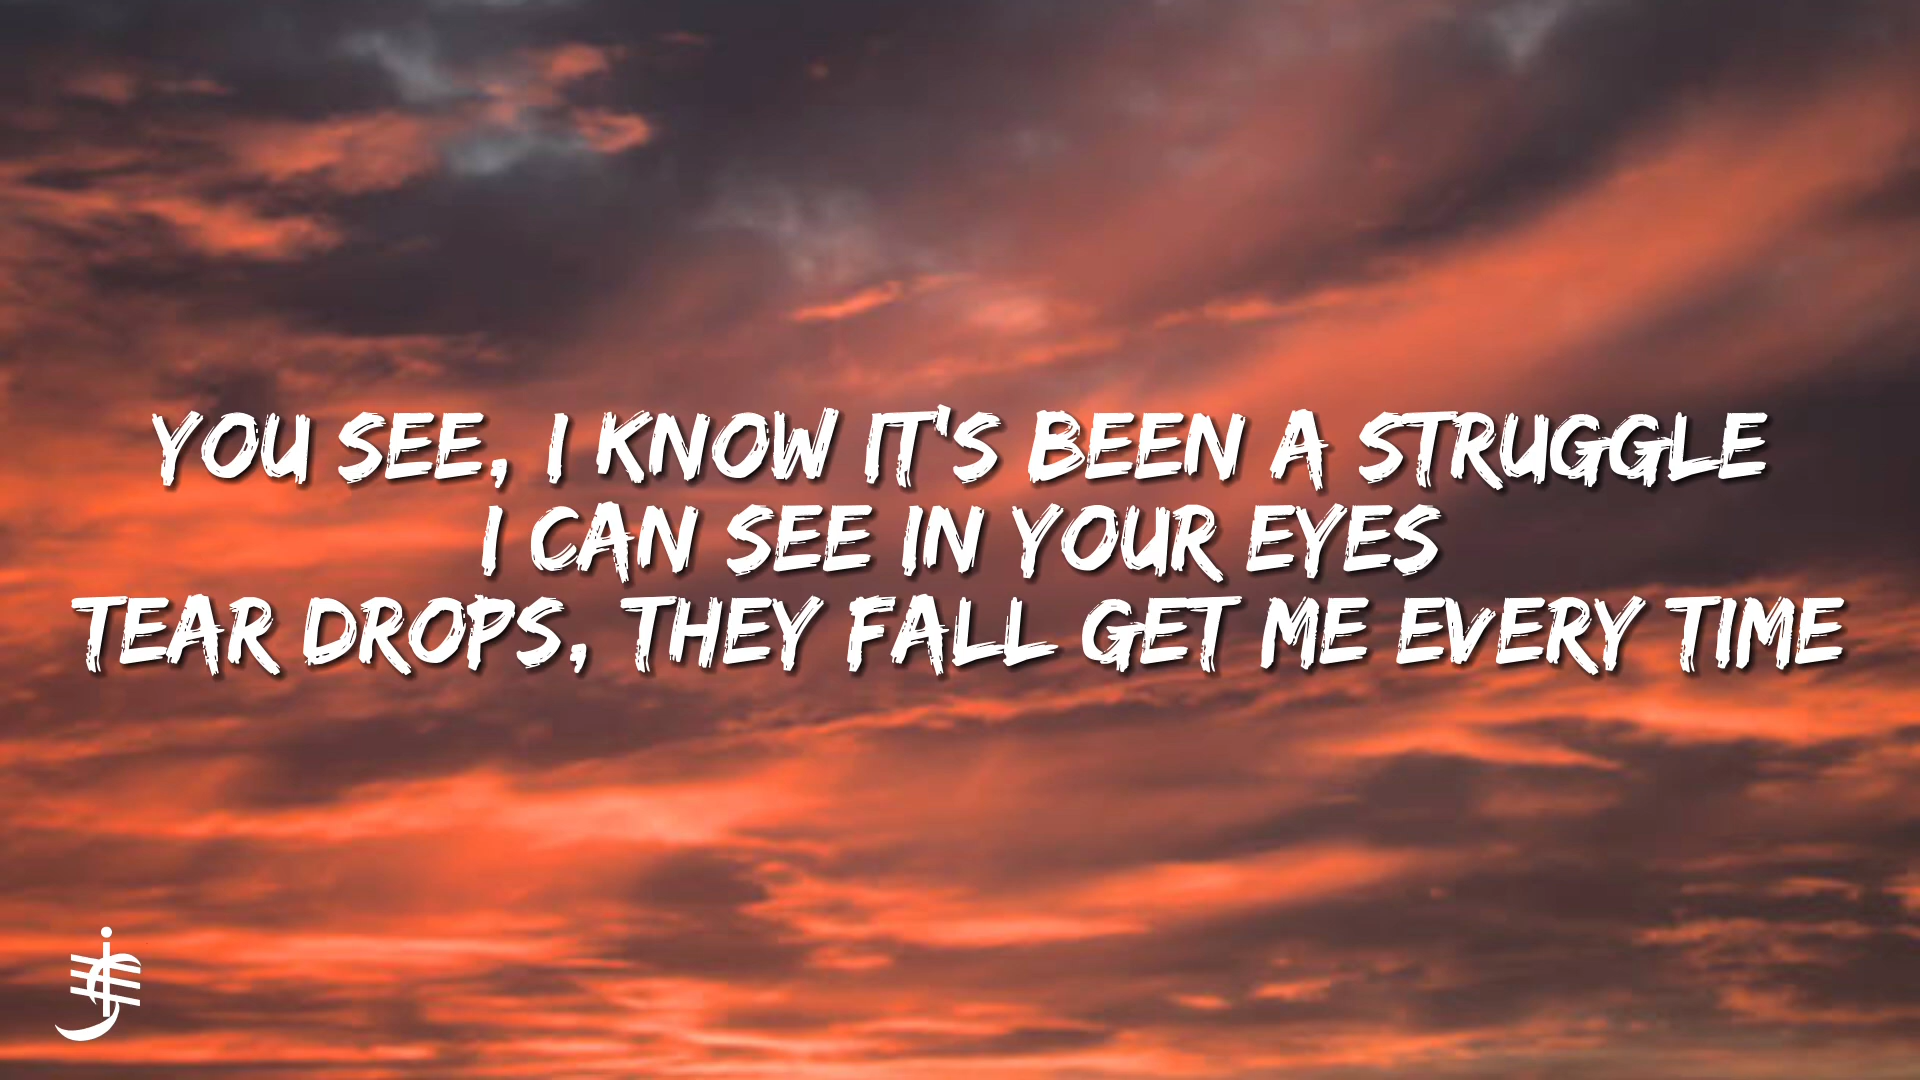 YOU SEE, I KNOW IT'S BEEN A STRUGGLE
I CAN SEE IN YOUR EYES
TEAR DROPS, THEY FALL GET ME EVERY TIME